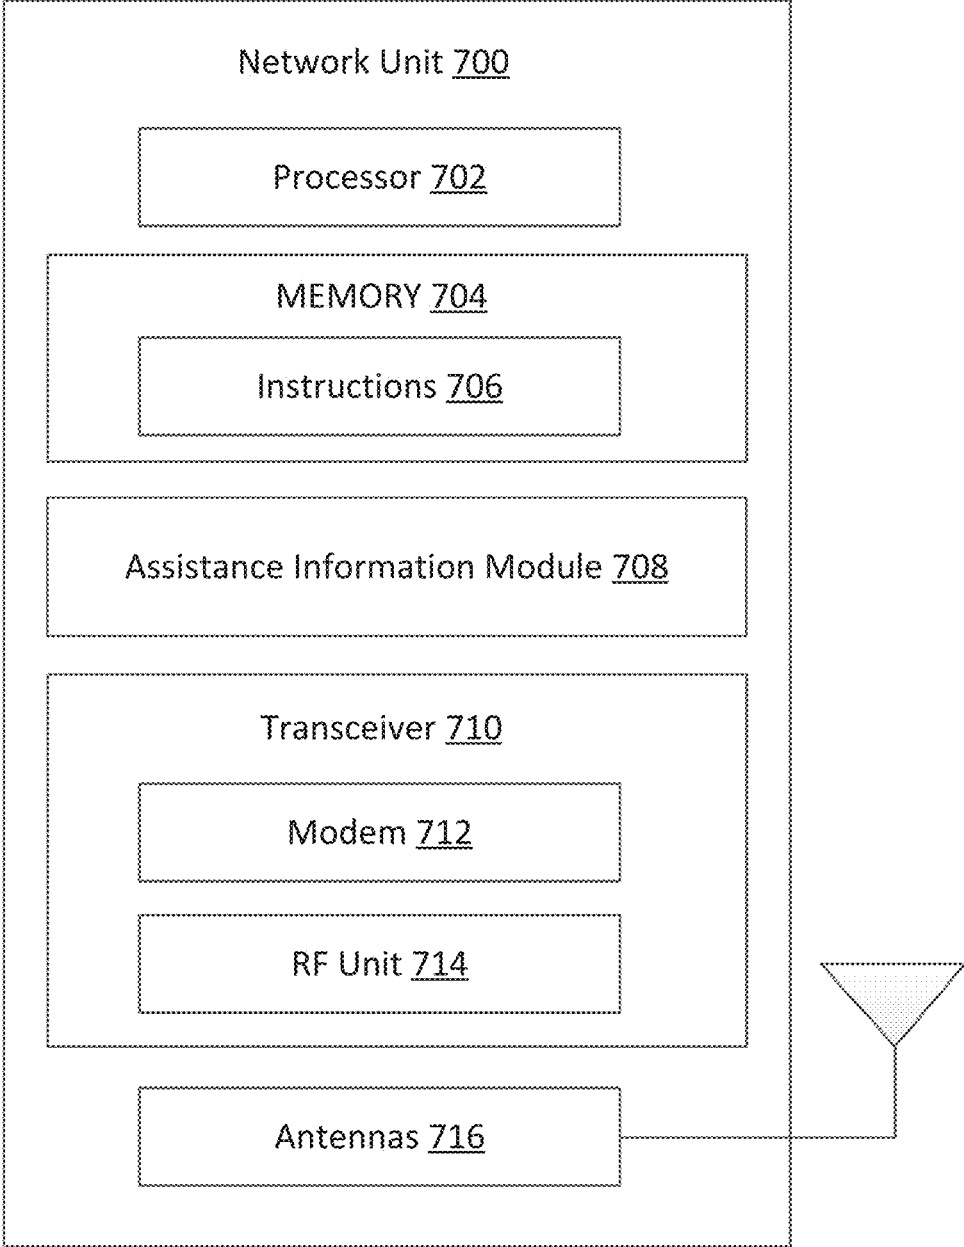 Network Unit 700
Processor 702
MEMORY 704
Instructions 706
Assistance Information Module 708
Transceiver 710
Modem 712
RF Unit 714
Antennas 716